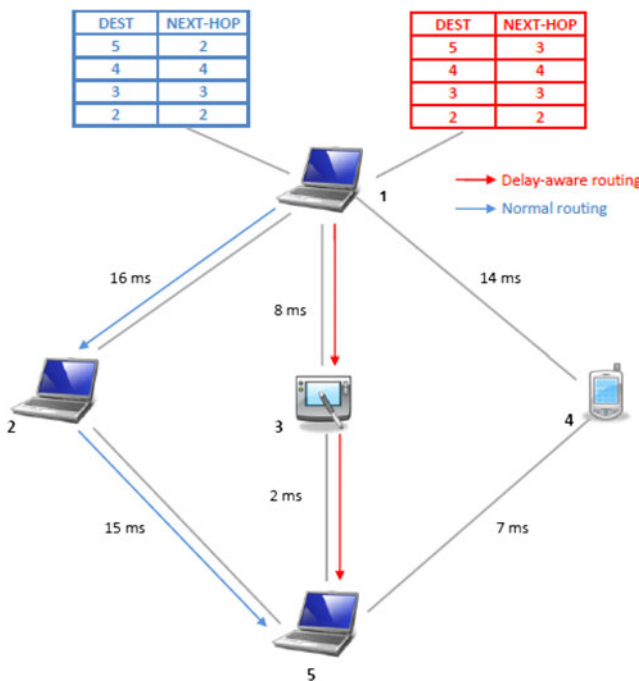 DEST NEXT-HOP
5 2
4 4
3 3
2 2
DEST NEXT-HOP
5 3
4 4
3 3
2 2
1
Delay-aware routing
Normal routing
16 ms
14 ms
8 ms
2
3
4
2 ms
15 ms
7 ms
5